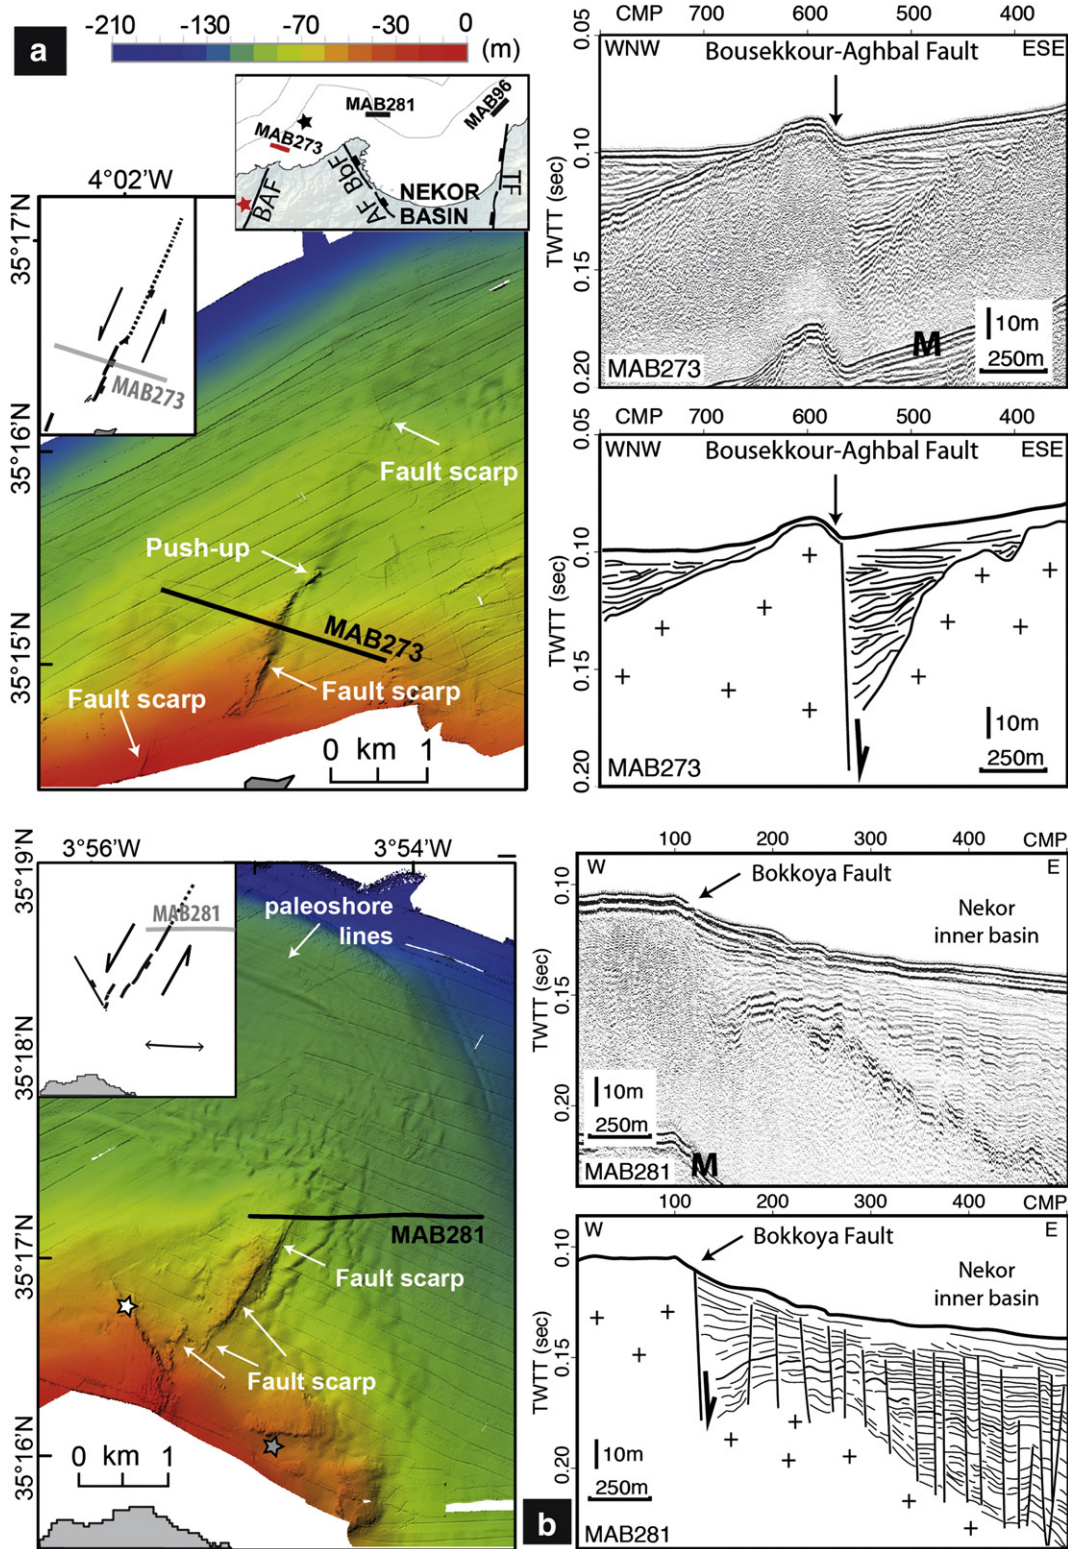 a
-210 -130 -70 0
(m)
MAB281
MAB96
MAB273
BAF
BbF
AF
NEKOR
BASIN
TF
4°02'W
35°17'N
MAB273
35°16'N
Fault scarp
Push-up
MAB273
35°15'N
Fault scarp
Fault scarp
0 km 1
CMP 700 600 500 400
0.05
WNW ESE
Bousekkour-Aghbal Fault
0.10
TWTT (sec)
0.15
M
10m
250m
0.20
MAB273
CMP 700 600 500 400
0.05
WNW ESE
Bousekkour-Aghbal Fault
0.10
TWTT (sec)
0.15
10m
250m
0.20
MAB273
3°56'W 3°54'W
35°19'N
MAB281
paleoshore
lines
35°18'N
MAB281
35°17'N
Fault scarp
Fault scarp
0 km 1
35°16'N
100 200 300 400 CMP
W E
0.10
Bokkoya Fault
Nekor
inner basin
TWTT (sec)
0.15
0.20
10m
250m
MAB281
M
100 200 300 400 CMP
W E
0.10
Bokkoya Fault
Nekor
inner basin
TWTT (sec)
0.15
0.20
10m
250m
MAB281
b